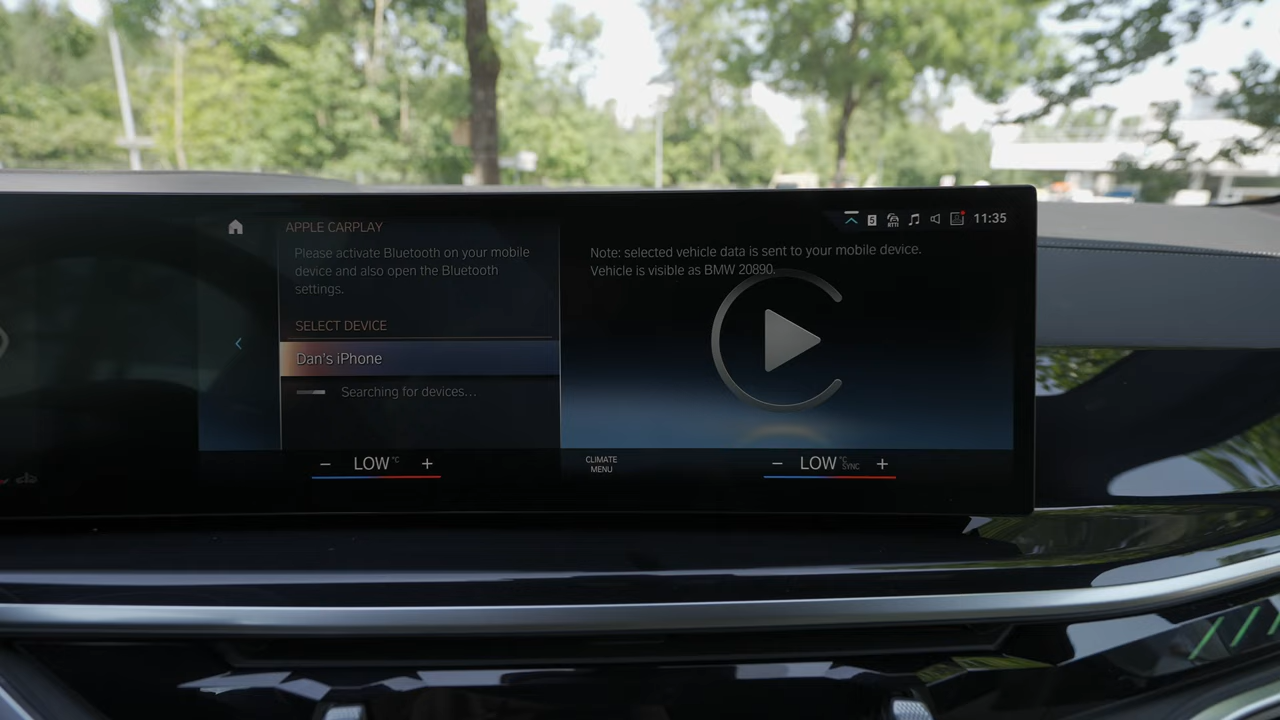 APPLE CARPLAY
11:35
Please activate Bluetooth on your mobile
device and also open the Bluetooth
settings.
Note: selected vehicle data is sent to your mobile device.
Vehicle is visible as BMW 20890.
SELECT DEVICE
Dan's iPhone
Searching for devices...
− LOW °C +
CLIMATE
MENU
− LOW °C SYNC +